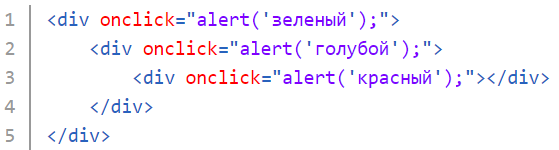 1 <div onclick="alert('зеленый');">
2     <div onclick="alert('голубой');">
3         <div onclick="alert('красный');"></div>
4     </div>
5 </div>